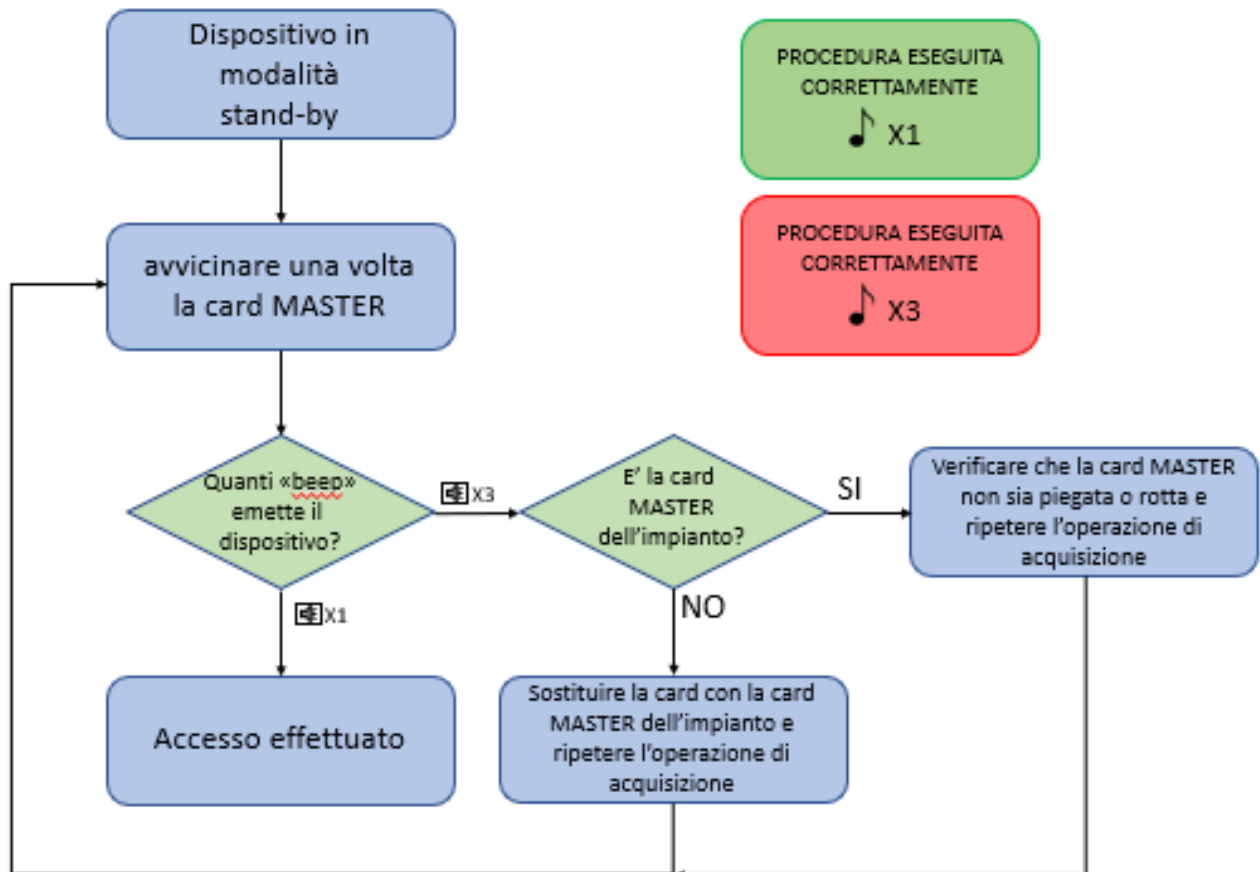 Dispositivo in
modalità
stand-by
PROCEDURA ESEGUITA
CORRETTAMENTE
X1
avvicinare una volta
la card MASTER
PROCEDURA ESEGUITA
CORRETTAMENTE
X3
Quanti «beep»
emette il
dispositivo?
X3
E' la card
MASTER
dell'impianto?
SI
Verificare che la card MASTER
non sia piegata o rotta e
ripetere l'operazione di
acquisizione
X1
NO
Accesso effettuato
Sostituire la card con la card
MASTER dell'impianto e
ripetere l'operazione di
acquisizione